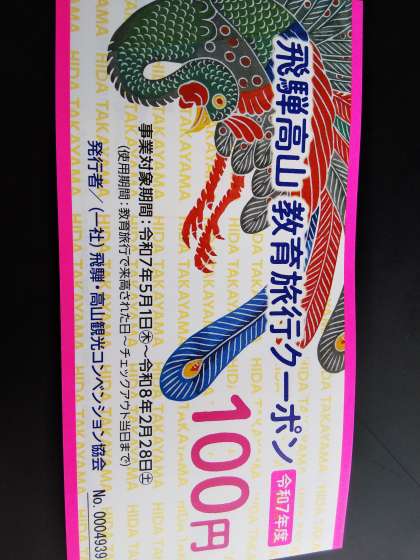 飛騨高山 教育旅行クーポン
令和7年度
100円
事業対象期間：令和7年5月1日㊍～令和8年2月28日㊏
(使用期間：教育旅行で来高された日～チェックアウト当日まで)
発行者／(一社)飛騨・高山観光コンベンション協会
No. 0004939
HIDA TAKAYAMA HIDA TAKAYAMA HIDA TAKAYAMA